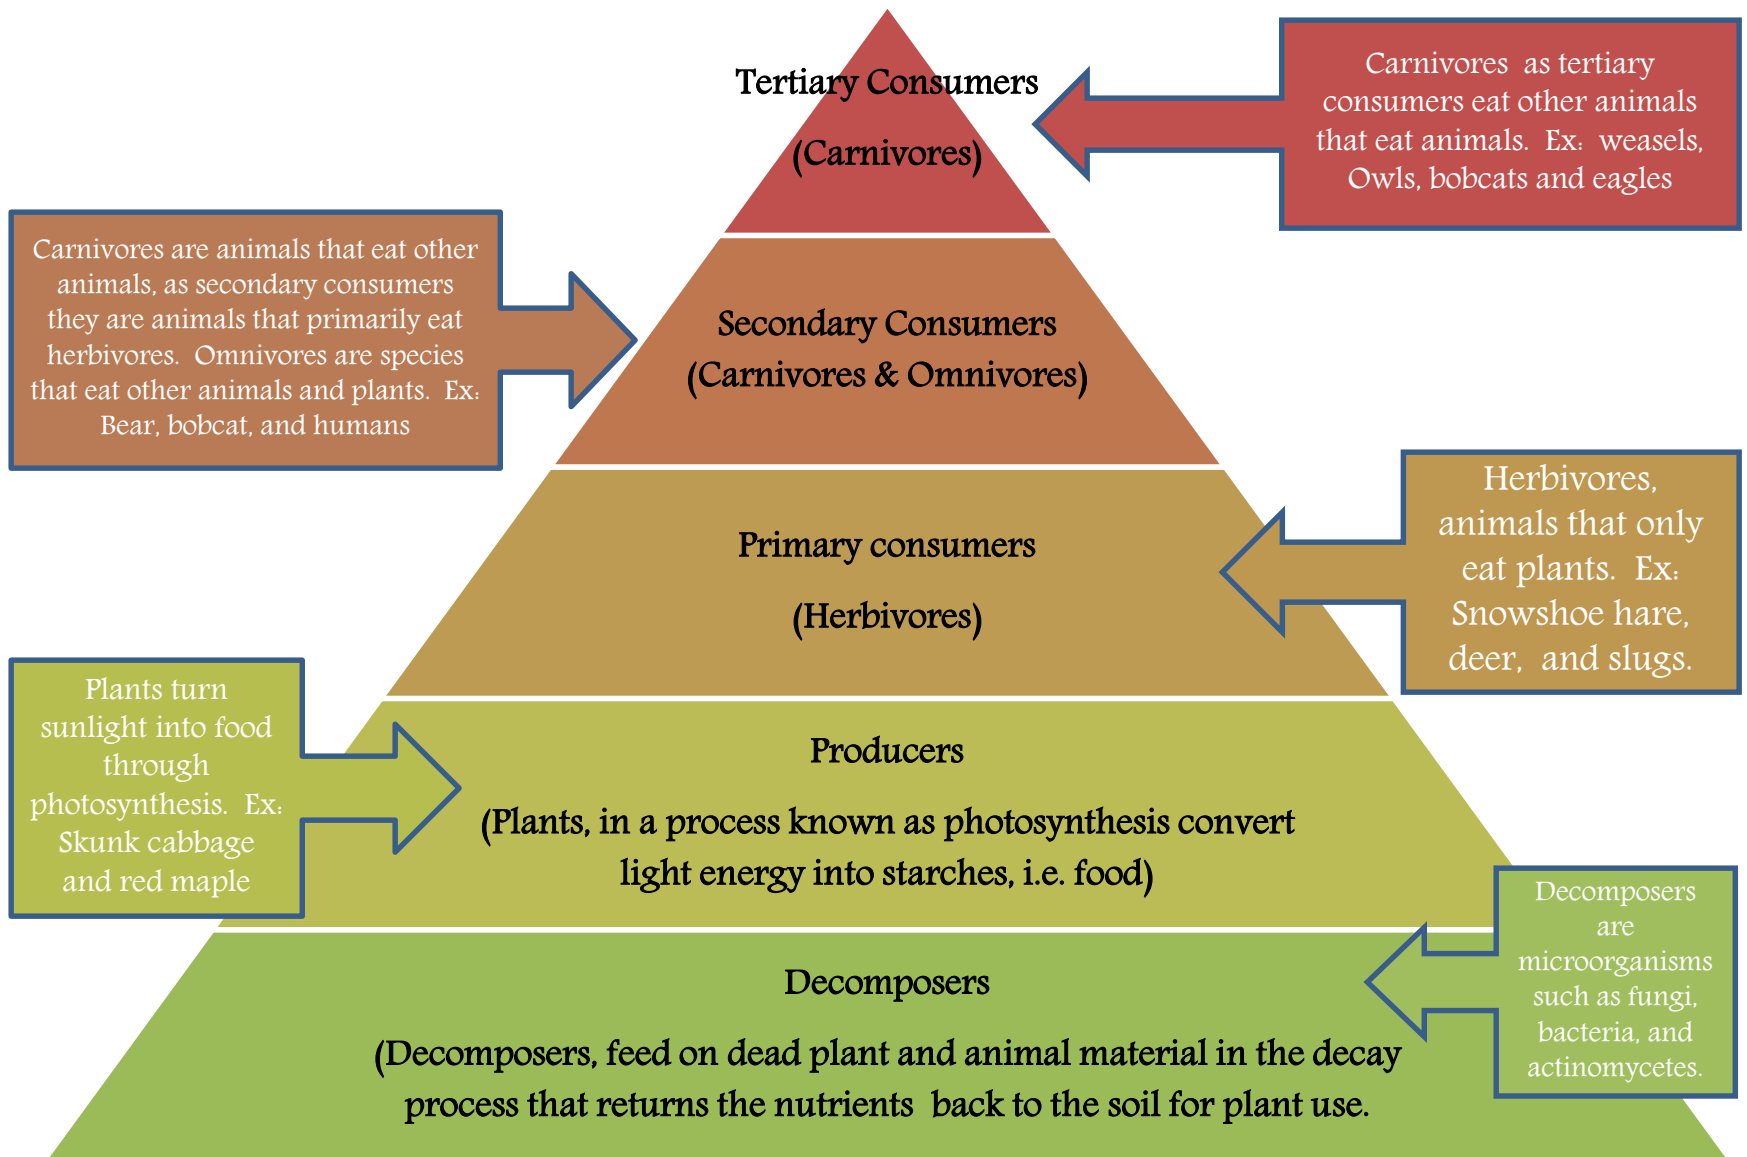 Tertiary Consumers
(Carnivores)
Carnivores as tertiary
consumers eat other animals
that eat animals. Ex: weasels,
Owls, bobcats and eagles
Carnivores are animals that eat other
animals, as secondary consumers
they are animals that primarily eat
herbivores. Omnivores are species
that eat other animals and plants. Ex:
Bear, bobcat, and humans
Secondary Consumers
(Carnivores & Omnivores)
Primary consumers
(Herbivores)
Herbivores,
animals that only
eat plants. Ex:
Snowshoe hare,
deer, and slugs.
Plants turn
sunlight into food
through
photosynthesis. Ex:
Skunk cabbage
and red maple
Producers
(Plants, in a process known as photosynthesis convert
light energy into starches, i.e. food)
Decomposers
are
microorganisms
such as fungi,
bacteria, and
actinomycetes.
Decomposers
(Decomposers, feed on dead plant and animal material in the decay
process that returns the nutrients back to the soil for plant use.